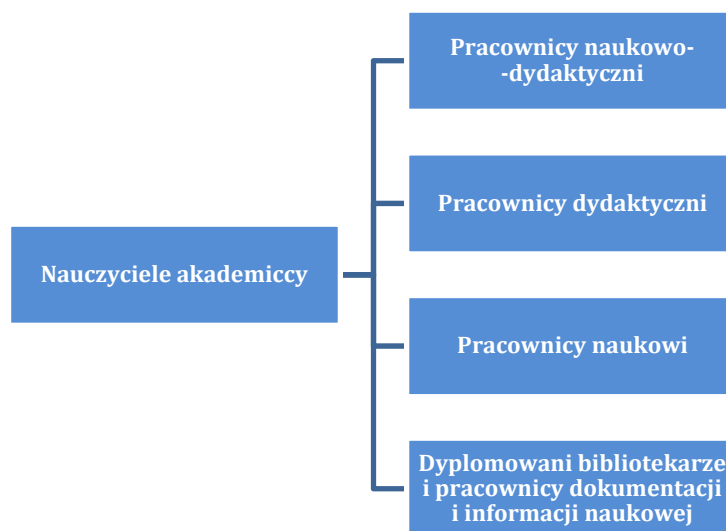 Pracownicy naukowo-
-dydaktyczni
Pracownicy dydaktyczni
Nauczyciele akademiccy
Pracownicy naukowi
Dyplomowani bibliotekarze
i pracownicy dokumentacji
i informacji naukowej